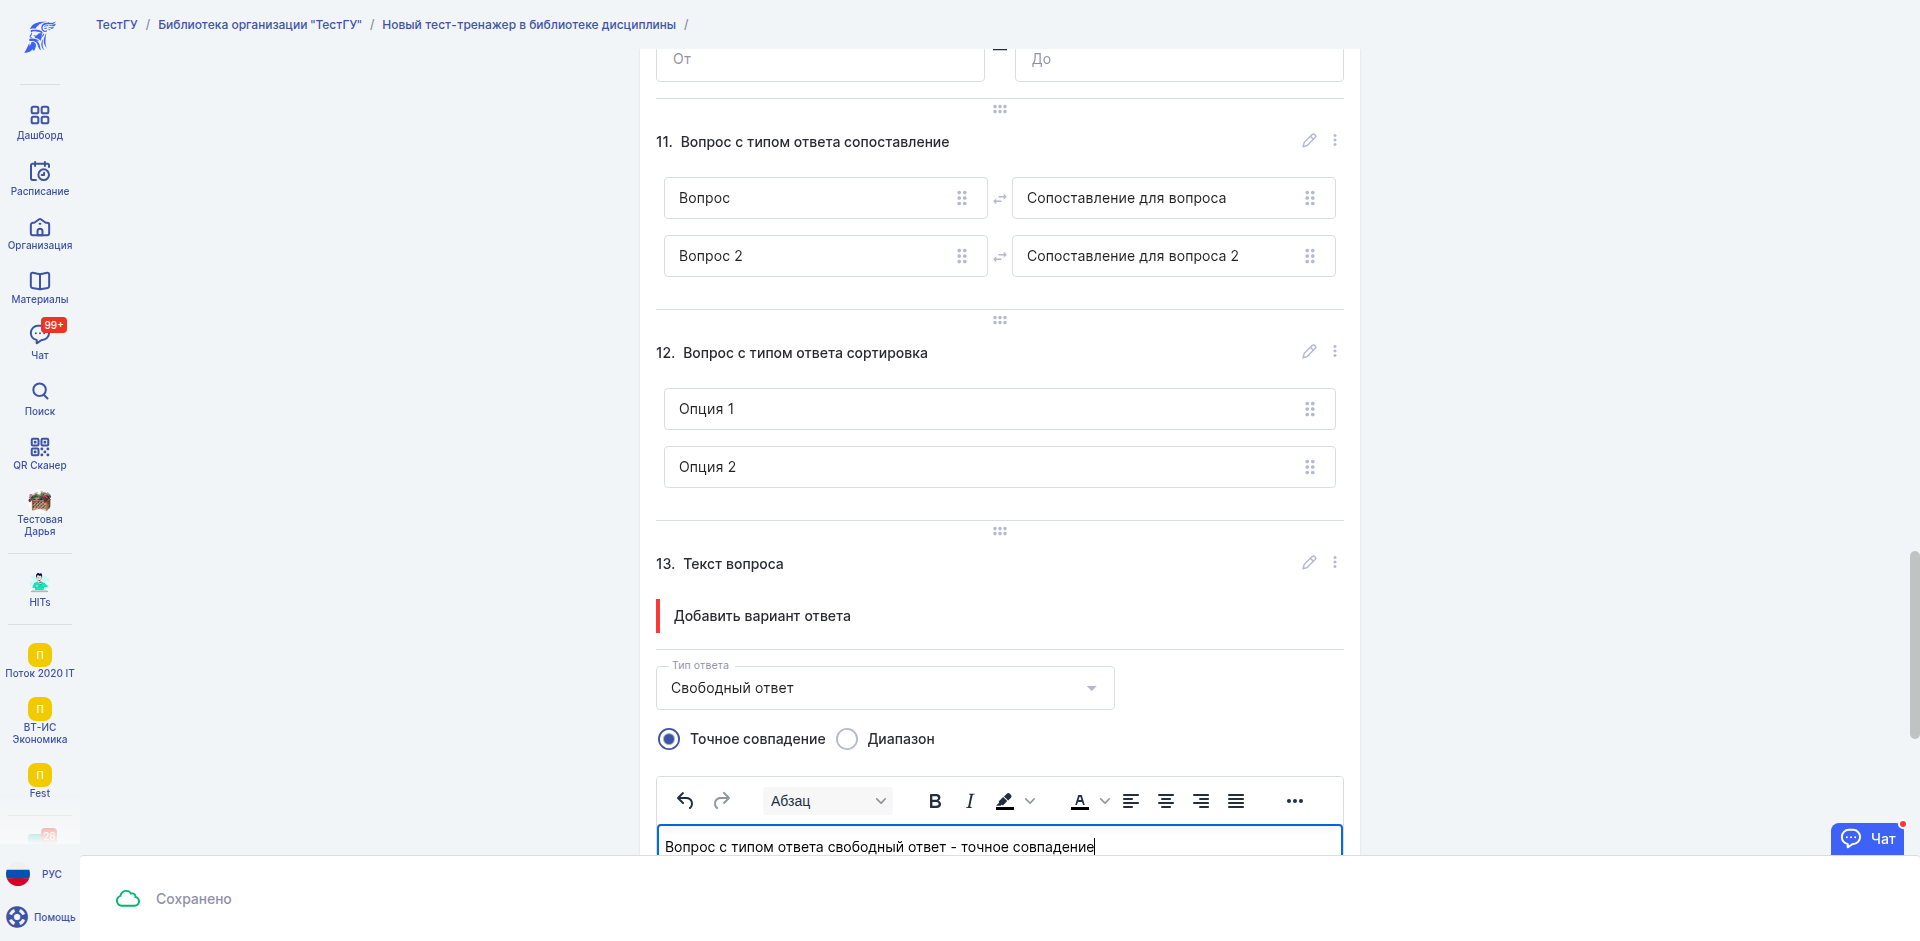 ТестГУ / Библиотека организации "ТестГУ" / Новый тест-тренажер в библиотеке дисциплины /
Дашборд
Расписание
Организация
Материалы
99+
Чат
Поиск
QR Сканер
Тестовая
Дарья
HITs
П
Поток 2020 IT
П
ВТ-ИС
Экономика
П
Fest
28
РУС
Помощь
От
До
11. Вопрос с типом ответа сопоставление
Вопрос
Сопоставление для вопроса
Вопрос 2
Сопоставление для вопроса 2
12. Вопрос с типом ответа сортировка
Опция 1
Опция 2
13. Текст вопроса
Добавить вариант ответа
Тип ответа
Свободный ответ
Точное совпадение
Диапазон
Абзац
B I A
Вопрос с типом ответа свободный ответ - точное совпадение
Чат
Сохранено